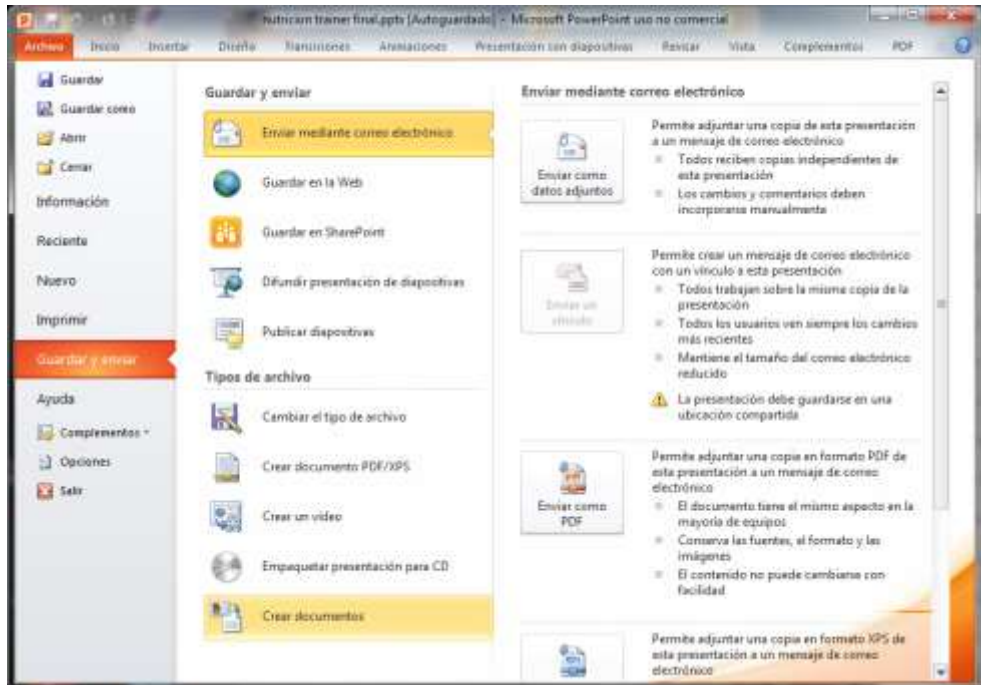 nutricion trainer final.pptx [Autoguardado] - Microsoft PowerPoint uso no comercial
Archivo Inicio Insertar Diseño Transiciones Animaciones Presentación con diapositivas Revisar Vista Complementos PDF
Guardar
Guardar como
Abrir
Cerrar
Información
Reciente
Nuevo
Imprimir
Guardar y enviar
Ayuda
Complementos
Opciones
Salir
Guardar y enviar
Enviar mediante correo electrónico
Guardar en la Web
Guardar en SharePoint
Difundir presentación de diapositivas
Publicar diapositivas
Tipos de archivo
Cambiar el tipo de archivo
Crear documento PDF/XPS
Crear un vídeo
Empaquetar presentación para CD
Crear documentos
Enviar mediante correo electrónico
Enviar como
datos adjuntos
Permite adjuntar una copia de esta presentación
a un mensaje de correo electrónico
Todos reciben copias independientes de
esta presentación
Los cambios y comentarios deben
incorporarse manualmente
Enviar un
vínculo
Permite crear un mensaje de correo electrónico
con un vínculo a esta presentación
Todos trabajan sobre la misma copia de la
presentación
Todos los usuarios ven siempre los cambios
más recientes
Mantiene el tamaño del correo electrónico
reducido
La presentación debe guardarse en una
ubicación compartida
Enviar como
PDF
Permite adjuntar una copia en formato PDF de
esta presentación a un mensaje de correo
electrónico
El documento tiene el mismo aspecto en la
mayoría de equipos
Conserva las fuentes, el formato y las
imágenes
El contenido no puede cambiarse con
facilidad
Permite adjuntar una copia en formato XPS de
esta presentación a un mensaje de correo
electrónico